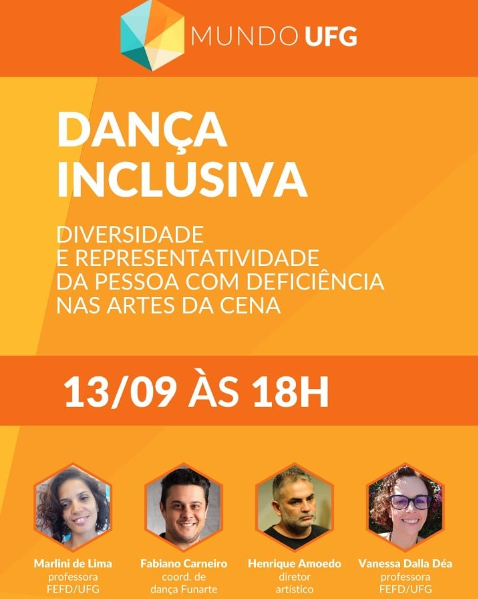 MUNDO UFG
DANÇA
INCLUSIVA
DIVERSIDADE
E REPRESENTATIVIDADE
DA PESSOA COM DEFICIÊNCIA
NAS ARTES DA CENA
13/09 ÀS 18H
Marlini de Lima
professora
FEFD/UFG
Fabiano Carneiro
coord. de
dança Funarte
Henrique Amoedo
diretor
artístico
Vanessa Dalla Déa
professora
FEFD/UFG